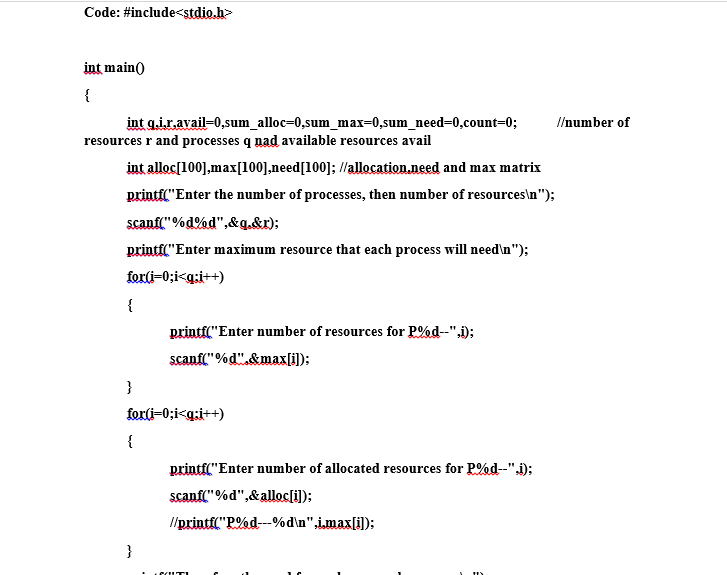 Code: #include<stdio.h>
int main()
{
int q,i,r,avail=0,sum_alloc=0,sum_max=0,sum_need=0,count=0; //number of
resources r and processes q nad available resources avail
int alloc[100],max[100],need[100]; //allocation,need and max matrix
printf("Enter the number of processes, then number of resources\n");
scanf("%d%d",&q,&r);
printf("Enter maximum resource that each process will need\n");
for(i=0;i<q;i++)
{
printf("Enter number of resources for P%d--",i);
scanf("%d",&max[i]);
}
for(i=0;i<q;i++)
{
printf("Enter number of allocated resources for P%d--",i);
scanf("%d",&alloc[i]);
//printf("P%d---%d\n",i,max[i]);
}